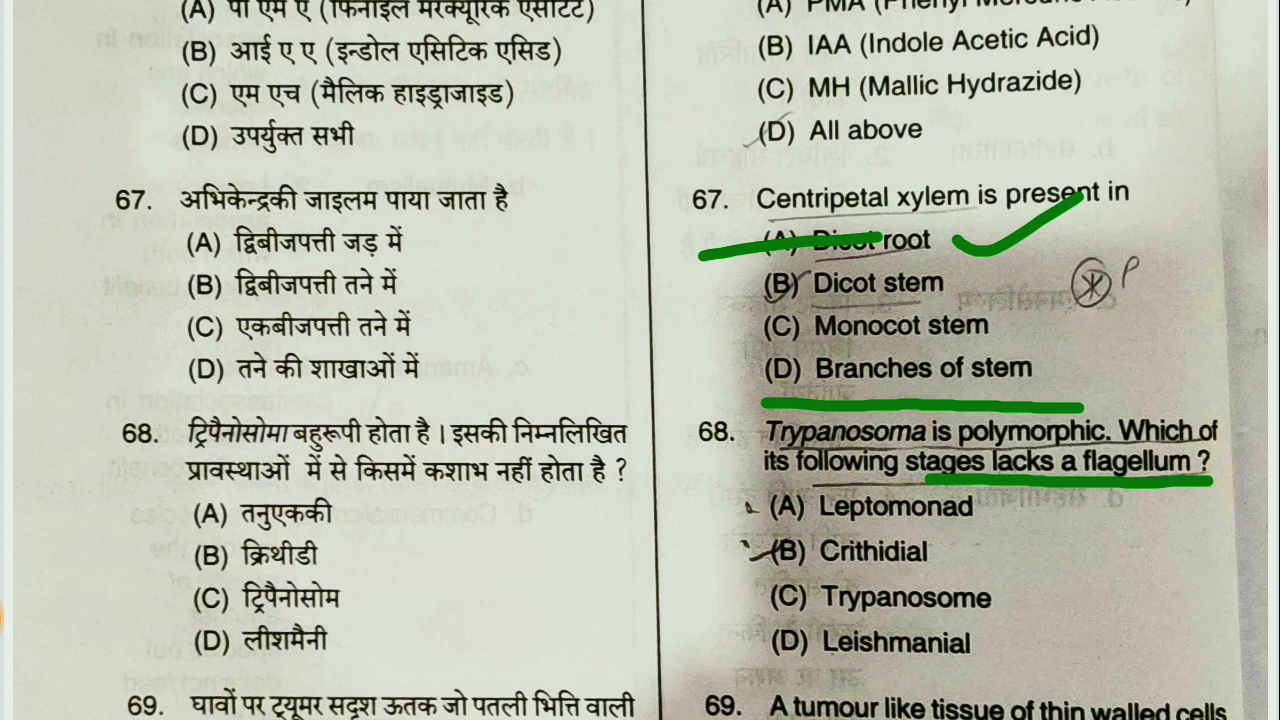 (A) पी एम ए (फिनाइल मरक्यूरिक एसीटेट)
(B) आई ए ए (इन्डोल एसिटिक एसिड)
(C) एम एच (मैलिक हाइड्राजाइड)
(D) उपर्युक्त सभी
67. अभिकेन्द्रकी जाइलम पाया जाता है
(A) द्विबीजपत्ती जड़ में
(B) द्विबीजपत्ती तने में
(C) एकबीजपत्ती तने में
(D) तने की शाखाओं में
68. ट्रिपैनोसोमा बहुरूपी होता है । इसकी निम्नलिखित
प्रावस्थाओं में से किसमें कशाभ नहीं होता है ?
(A) तनुएककी
(B) क्रिथीडी
(C) ट्रिपैनोसोम
(D) लीशमैनी
69. घावों पर ट्यूमर सदृश ऊतक जो पतली भित्ति वाली
(A) PMA (Phenyl
(B) IAA (Indole Acetic Acid)
(C) MH (Mallic Hydrazide)
(D) All above
67. Centripetal xylem is present in
(A) Dicot root
(B) Dicot stem
(C) Monocot stem
(D) Branches of stem
68. Trypanosoma is polymorphic. Which of
its following stages lacks a flagellum ?
(A) Leptomonad
(B) Crithidial
(C) Trypanosome
(D) Leishmanial
69. A tumour like tissue of thin walled cells